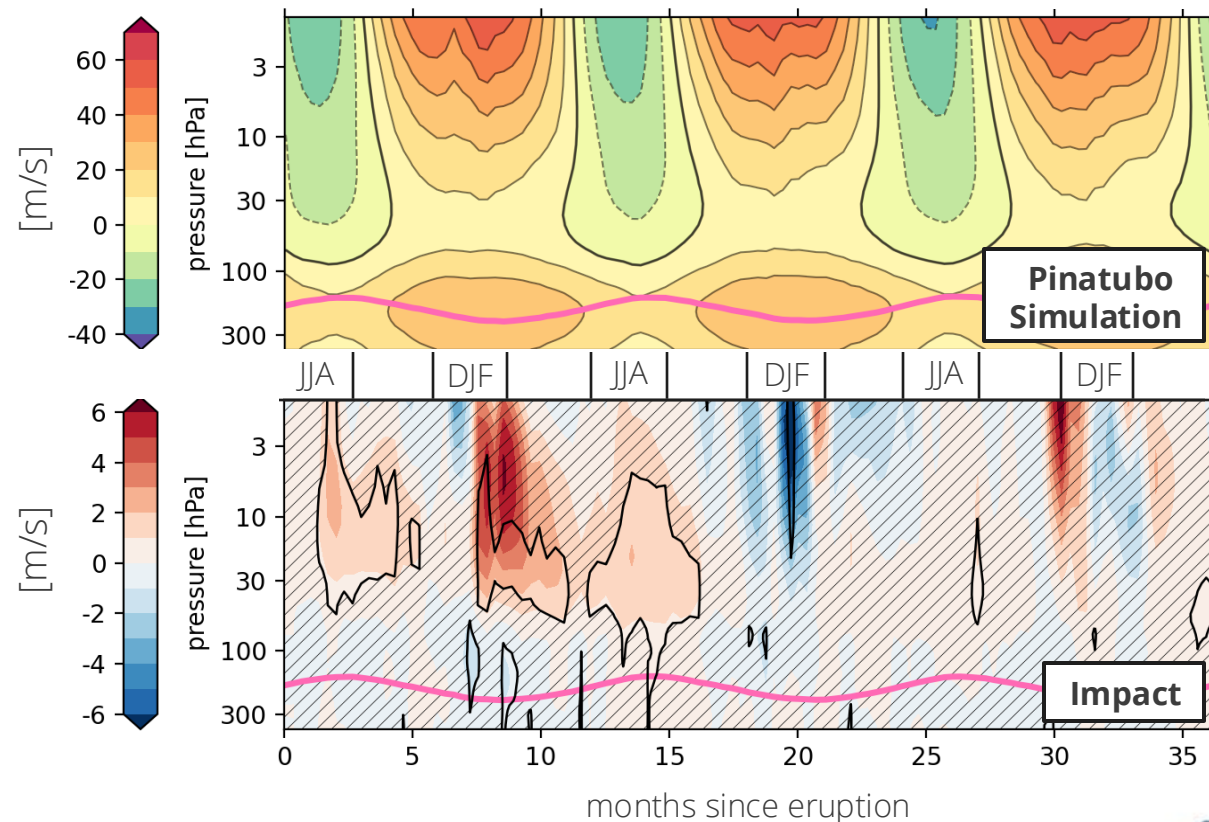 60
40
20
0
-20
-40
[m/s]
pressure [hPa]
3
10
30
100
300
Pinatubo
Simulation
JJA
DJF
JJA
DJF
JJA
DJF
6
4
2
0
-2
-4
-6
[m/s]
pressure [hPa]
3
10
30
100
300
Impact
0
5
10
15
20
25
30
35
months since eruption